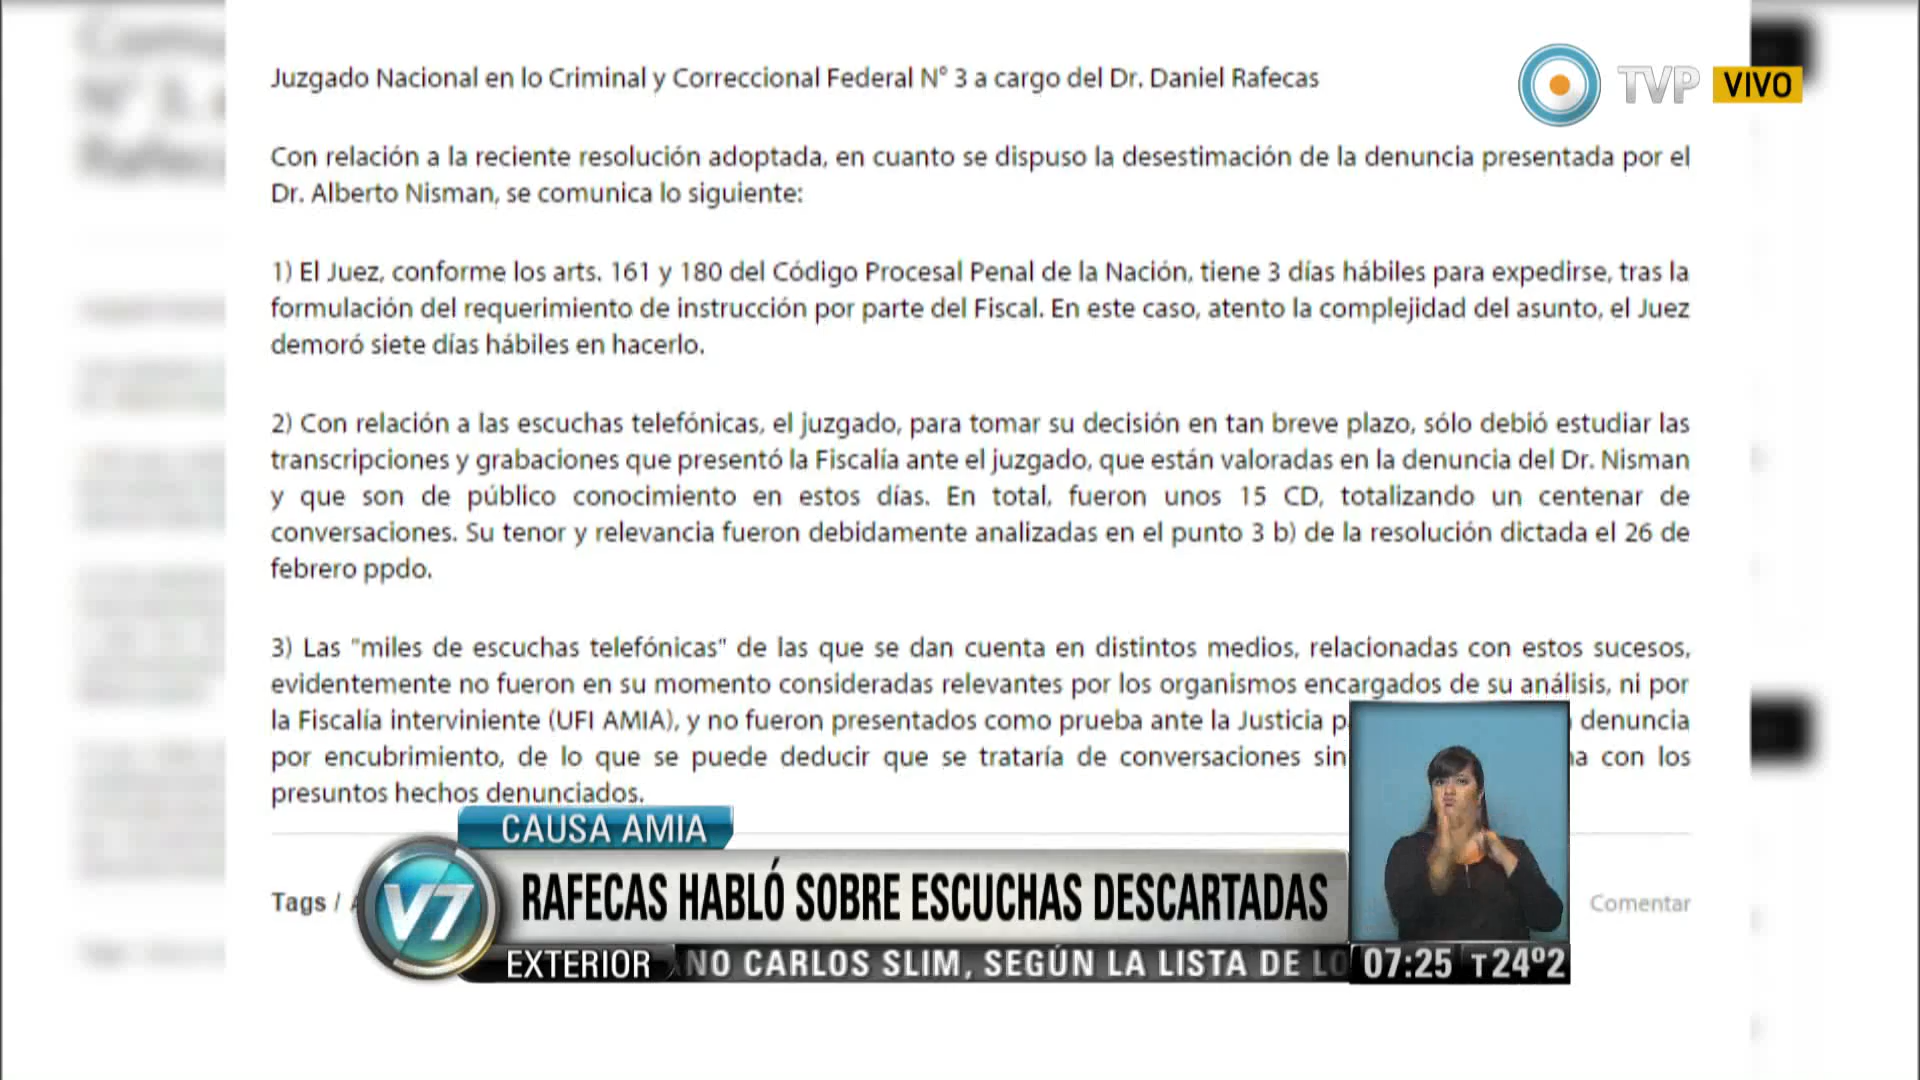 Juzgado Nacional en lo Criminal y Correccional Federal N° 3 a cargo del Dr. Daniel Rafecas
TVP VIVO
Con relación a la reciente resolución adoptada, en cuanto se dispuso la desestimación de la denuncia presentada por el
Dr. Alberto Nisman, se comunica lo siguiente:
1) El Juez, conforme los arts. 161 y 180 del Código Procesal Penal de la Nación, tiene 3 días hábiles para expedirse, tras la
formulación del requerimiento de instrucción por parte del Fiscal. En este caso, atento la complejidad del asunto, el Juez
demoró siete días hábiles en hacerlo.
2) Con relación a las escuchas telefónicas, el juzgado, para tomar su decisión en tan breve plazo, sólo debió estudiar las
transcripciones y grabaciones que presentó la Fiscalía ante el juzgado, que están valoradas en la denuncia del Dr. Nisman
y que son de público conocimiento en estos días. En total, fueron unos 15 CD, totalizando un centenar de
conversaciones. Su tenor y relevancia fueron debidamente analizadas en el punto 3 b) de la resolución dictada el 26 de
febrero ppdo.
3) Las "miles de escuchas telefónicas" de las que se dan cuenta en distintos medios, relacionadas con estos sucesos,
evidentemente no fueron en su momento consideradas relevantes por los organismos encargados de su análisis, ni por
la Fiscalía interviniente (UFI AMIA), y no fueron presentados como prueba ante la Justicia denuncia
por encubrimiento, de lo que se puede deducir que se trataría de conversaciones sin con los
presuntos hechos denunciados.
CAUSA AMIA
Tags /
V7
RAFECAS HABLÓ SOBRE ESCUCHAS DESCARTADAS
Comentar
EXTERIOR NO CARLOS SLIM, SEGÚN LA LISTA DE LO
07:25 T24º2